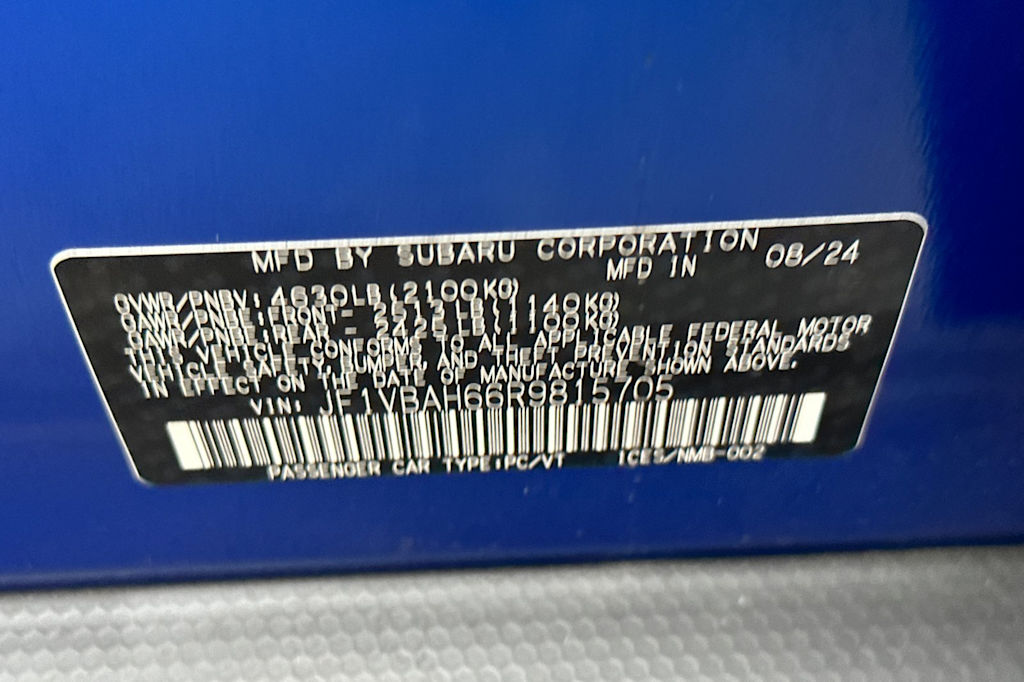 MFD BY SUBARU CORPORATION
MFD IN 08/24
GVWR/PNBV: 4630LB(2100KG)
GAWR/PNBE:FRONT- 2513LB(1140KG)
GAWR/PNBE:REAR - 2425LB(1100KG)
THIS VEHICLE CONFORMS TO ALL APPLICABLE FEDERAL MOTOR
VEHICLE SAFETY, BUMPER, AND THEFT PREVENTION STANDARDS
IN EFFECT ON THE DATE OF MANUFACTURE SHOWN ABOVE.
VIN: JF1VBAH66R9815705
PASSENGER CAR TYPE:PC/VT ICES/NMB-002